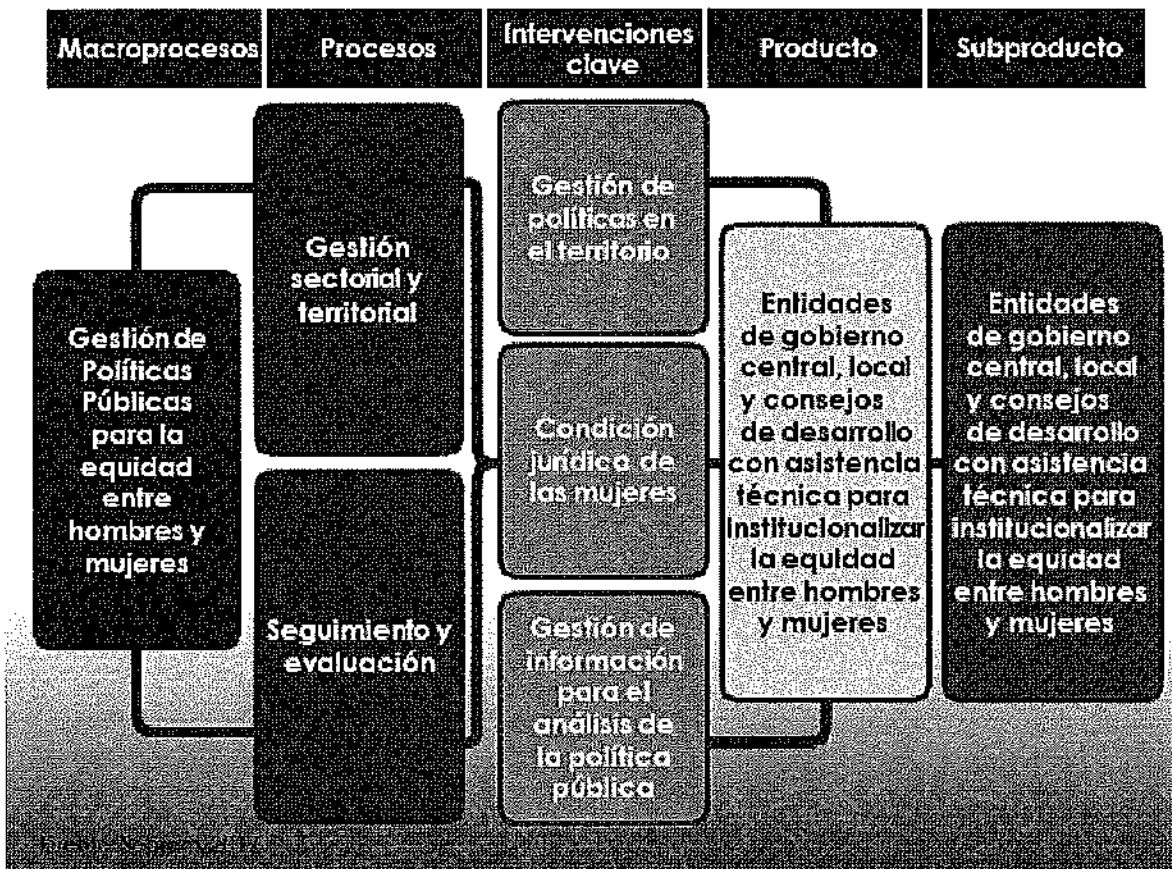 Macroprocesos
Procesos
Intervenciones
clave
Producto
Subproducto
Gestión de
Políticas
Públicas
para la
equidad
entre
hombres y
mujeres
Gestión
sectorial y
territorial
Seguimiento y
evaluación
Gestión de
políticas en
el territorio
Condición
jurídica de
las mujeres
Gestión de
información
para el
análisis de
la política
pública
Entidades
de gobierno
central, local
y consejos
de desarrollo
con asistencia
técnica para
institucionalizar
la equidad
entre hombres
y mujeres
Entidades
de gobierno
central, local
y consejos
de desarrollo
con asistencia
técnica para
institucionalizar
la equidad
entre hombres
y mujeres